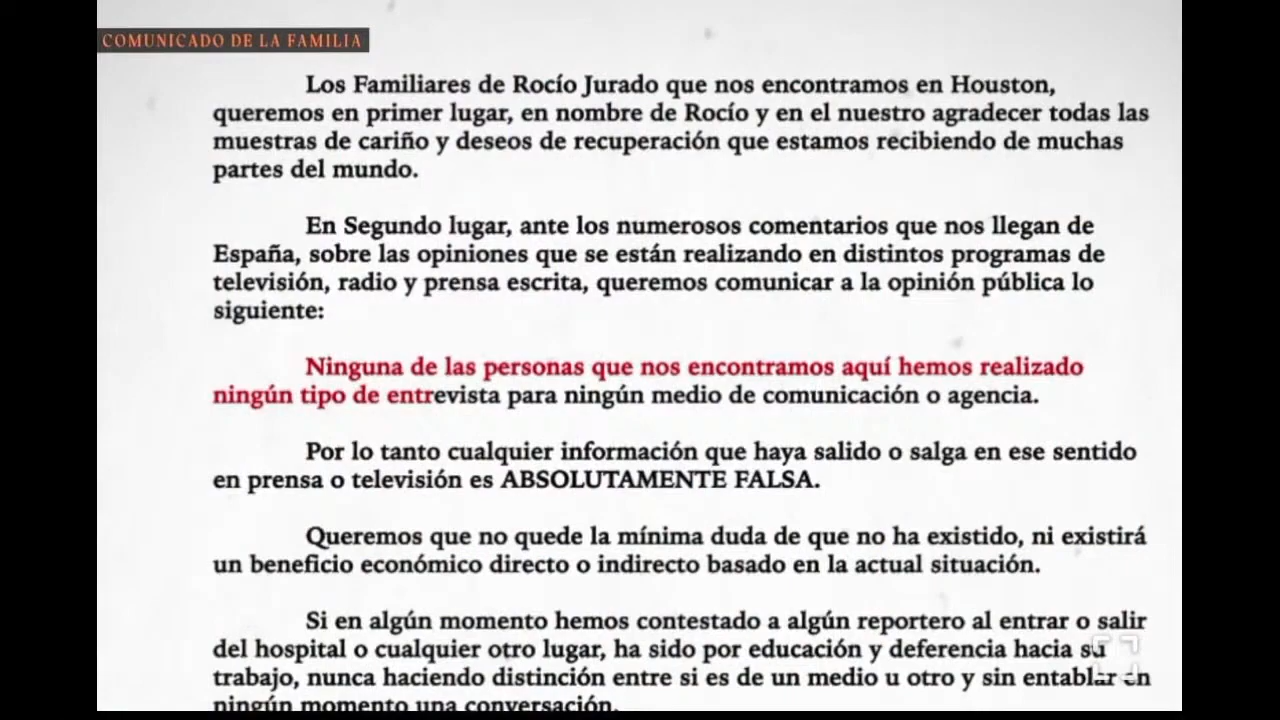 COMUNICADO DE LA FAMILIA
Los Familiares de Rocío Jurado que nos encontramos en Houston,
queremos en primer lugar, en nombre de Rocío y en el nuestro agradecer todas las
muestras de cariño y deseos de recuperación que estamos recibiendo de muchas
partes del mundo.
En Segundo lugar, ante los numerosos comentarios que nos llegan de
España, sobre las opiniones que se están realizando en distintos programas de
televisión, radio y prensa escrita, queremos comunicar a la opinión pública lo
siguiente:
Ninguna de las personas que nos encontramos aquí hemos realizado
ningún tipo de entrevista para ningún medio de comunicación o agencia.
Por lo tanto cualquier información que haya salido o salga en ese sentido
en prensa o televisión es ABSOLUTAMENTE FALSA.
Queremos que no quede la mínima duda de que no ha existido, ni existirá
un beneficio económico directo o indirecto basado en la actual situación.
Si en algún momento hemos contestado a algún reportero al entrar o salir
del hospital o cualquier otro lugar, ha sido por educación y deferencia hacia su
trabajo, nunca haciendo distinción entre si es de un medio u otro y sin entablar en
ningún momento una conversación.